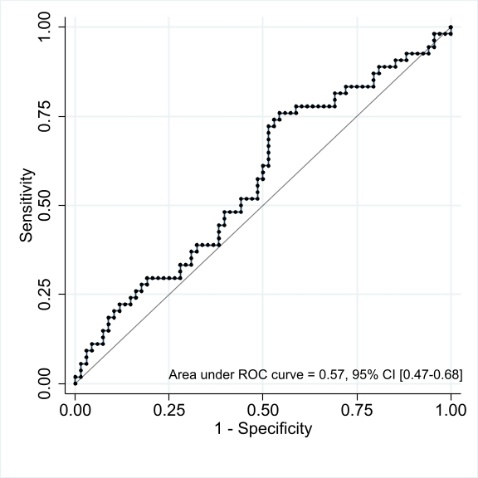 1.00
0.75
0.50
0.25
0.00
Sensitivity
Area under ROC curve = 0.57, 95% CI [0.47-0.68]
0.00 0.25 0.50 0.75 1.00
1 - Specificity